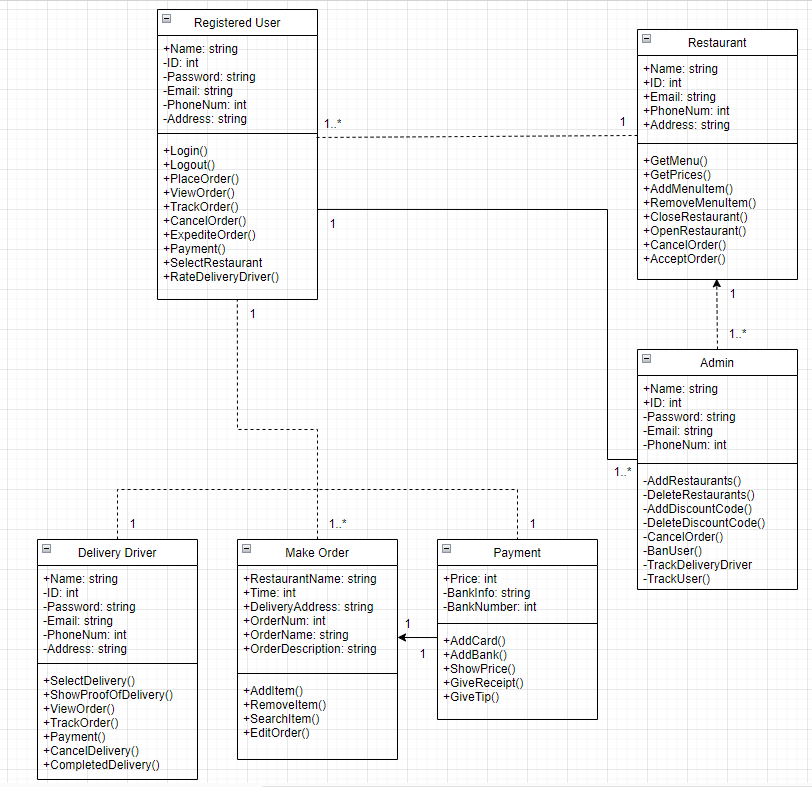 Registered User
+Name: string
-ID: int
-Password: string
-Email: string
-PhoneNum: int
-Address: string
+Login()
+Logout()
+PlaceOrder()
+ViewOrder()
+TrackOrder()
+CancelOrder()
+ExpediteOrder()
+Payment()
+SelectRestaurant
+RateDeliveryDriver()
1..*
1
1
1
Restaurant
+Name: string
+ID: int
+Email: string
+PhoneNum: int
+Address: string
+GetMenu()
+GetPrices()
+AddMenuItem()
+RemoveMenuItem()
+CloseRestaurant()
+OpenRestaurant()
+CancelOrder()
+AcceptOrder()
1
1..*
Admin
+Name: string
+ID: int
-Password: string
-Email: string
-PhoneNum: int
-AddRestaurants()
-DeleteRestaurants()
-AddDiscountCode()
-DeleteDiscountCode()
-CancelOrder()
-BanUser()
-TrackDeliveryDriver
-TrackUser()
1..*
1
1..*
1
Delivery Driver
+Name: string
-ID: int
-Password: string
-Email: string
-PhoneNum: int
-Address: string
+SelectDelivery()
+ShowProofOfDelivery()
+ViewOrder()
+TrackOrder()
+Payment()
+CancelDelivery()
+CompletedDelivery()
Make Order
+RestaurantName: string
+Time: int
+DeliveryAddress: string
+OrderNum: int
+OrderName: string
+OrderDescription: string
+AddItem()
+RemoveItem()
+SearchItem()
+EditOrder()
1
1
Payment
+Price: int
-BankInfo: string
-BankNumber: int
+AddCard()
+AddBank()
+ShowPrice()
+GiveReceipt()
+GiveTip()